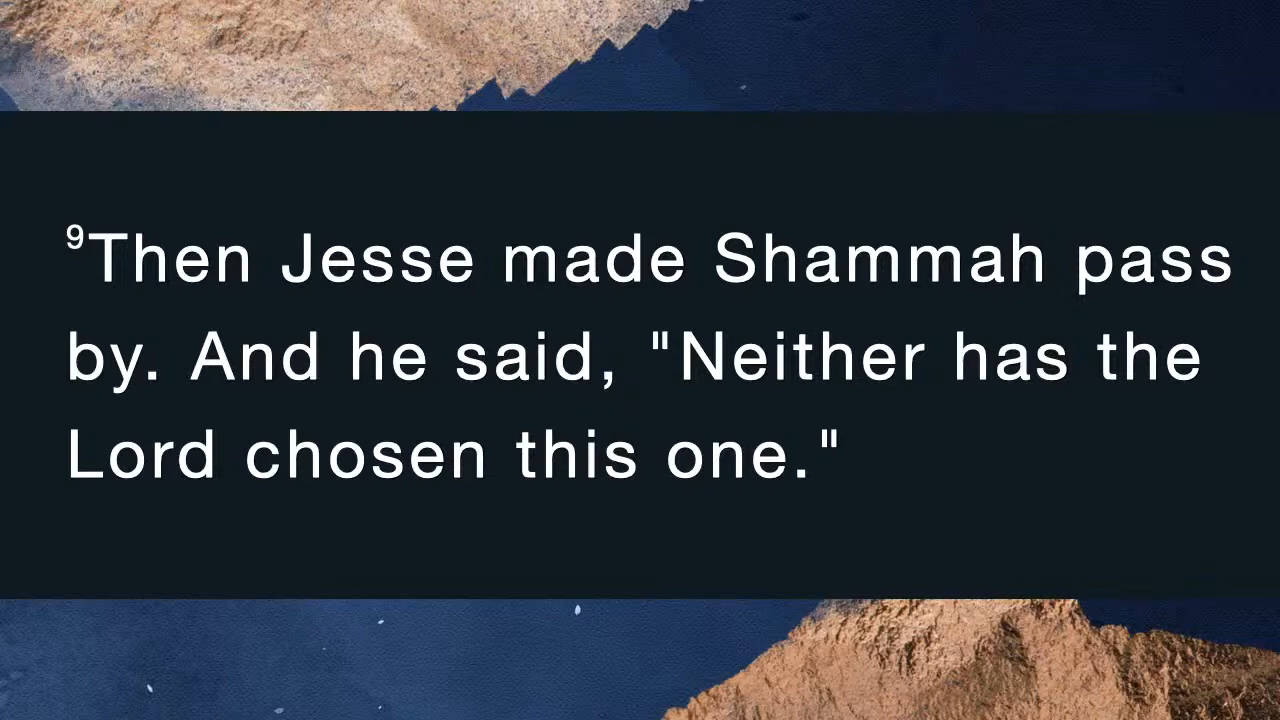 ⁹Then Jesse made Shammah pass
by. And he said, "Neither has the
Lord chosen this one."